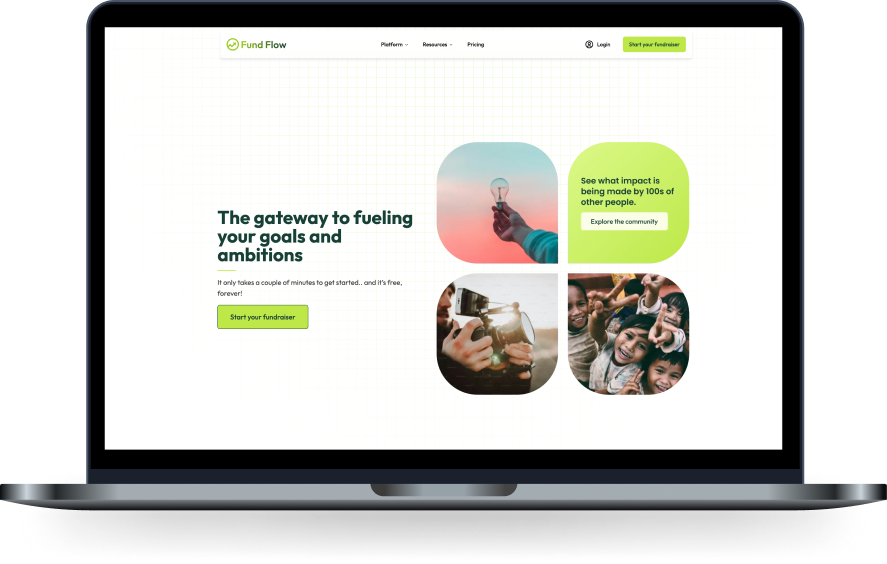 Fund Flow
Platform
Resources
Pricing
Login
Start your fundraiser
The gateway to fueling
your goals and
ambitions
It only takes a couple of minutes to get started.. and it's free,
forever!
Start your fundraiser
See what impact is
being made by 100s of
other people.
Explore the community